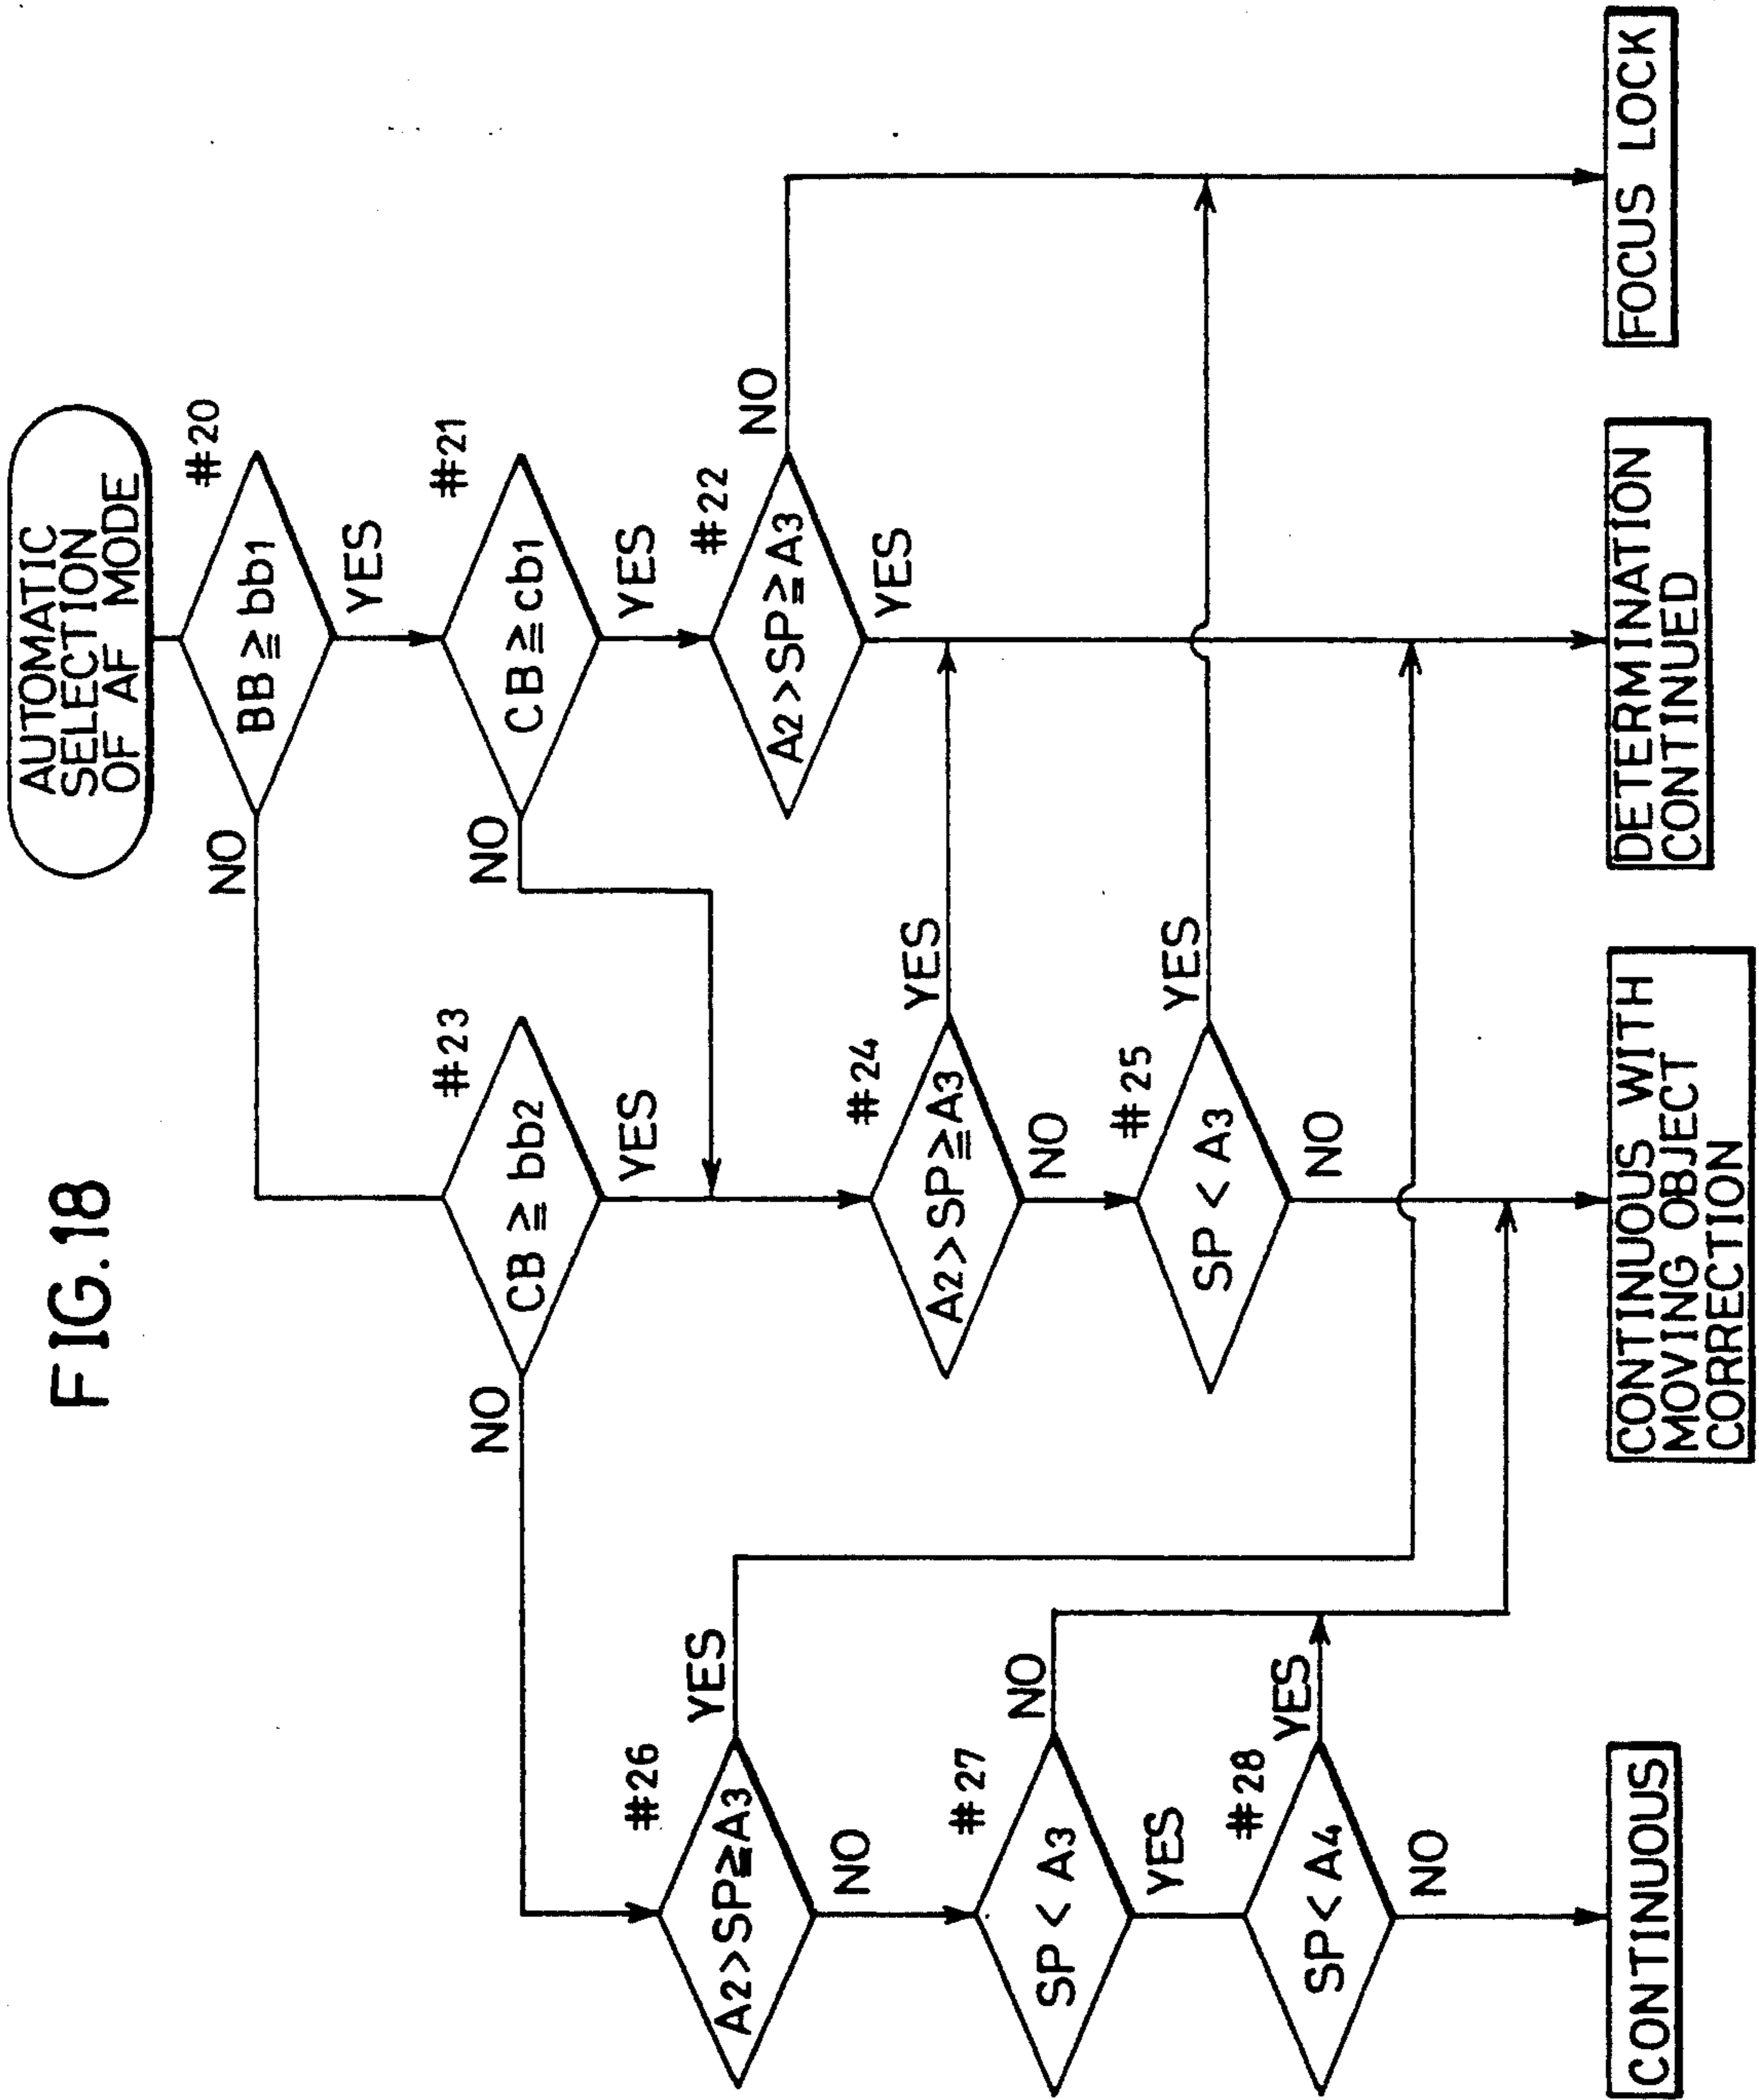 FIG.18
AUTOMATIC
SELECTION
OF AF MODE
#20
BB ≧ bb1
NO
YES
#23
CB ≧ bb2
NO
YES
#21
CB ≧ cb1
NO
YES
#22
A2>SP≧A3
NO
YES
#26
A2>SP≧A3
YES
NO
#24
A2>SP≧A3
YES
NO
#27
SP < A3
NO
YES
#25
SP < A3
YES
NO
#28
SP < A4
YES
NO
CONTINUOUS
CONTINUOUS WITH
MOVING OBJECT
CORRECTION
DETERMINATION
CONTINUED
FOCUS LOCK